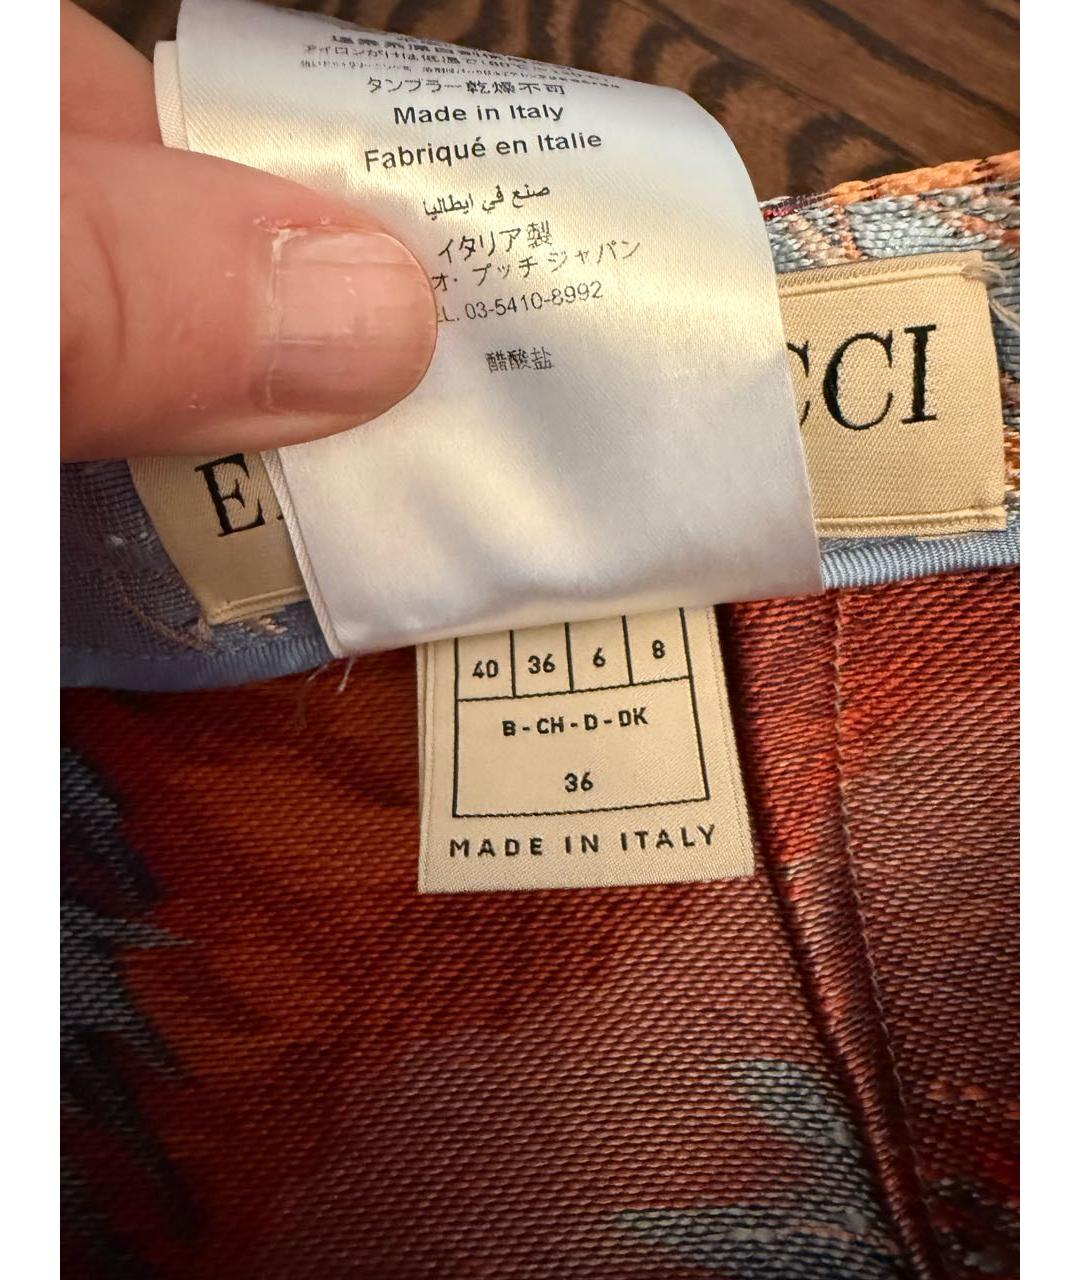 タンブラー乾燥不可
Made in Italy
Fabriqué en Italie
صنع في ايطاليا
イタリア製
オ・プッチ ジャパン
EL. 03-5410-8992
醋酸盐
E
CCI
40 36 6 8
B - CH - D - DK
36
MADE IN ITALY